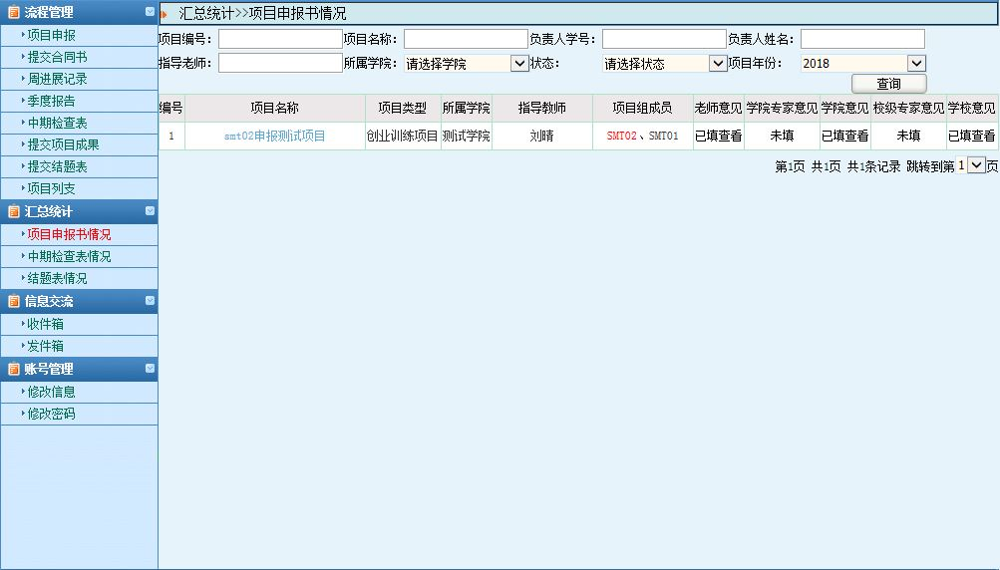 流程管理
项目申报
提交合同书
周进展记录
季度报告
中期检查表
提交项目成果
提交结题表
项目列支
汇总统计
项目申报书情况
中期检查表情况
结题表情况
信息交流
收件箱
发件箱
账号管理
修改信息
修改密码
汇总统计>>项目申报书情况
项目编号： 项目名称： 负责人学号： 负责人姓名：
指导老师： 所属学院： 请选择学院 状态： 请选择状态 项目年份： 2018
查询
编号 项目名称 项目类型 所属学院 指导教师 项目组成员 老师意见 学院专家意见 学院意见 校级专家意见 学校意见
1 smt02申报测试项目 创业训练项目 测试学院 刘晴 SMT02、SMT01 已填查看 未填 已填查看 未填 已填查看
第1页 共1页 共1条记录 跳转到第 1 页